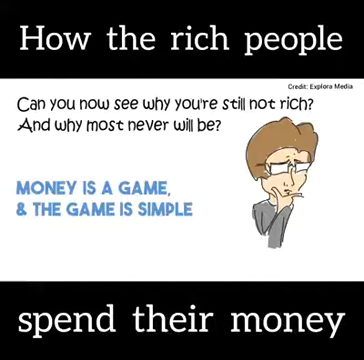 How the rich people
Credit: Explora Media
Can you now see why you're still not rich?
And why most never will be?
MONEY IS A GAME,
& THE GAME IS SIMPLE
spend their money